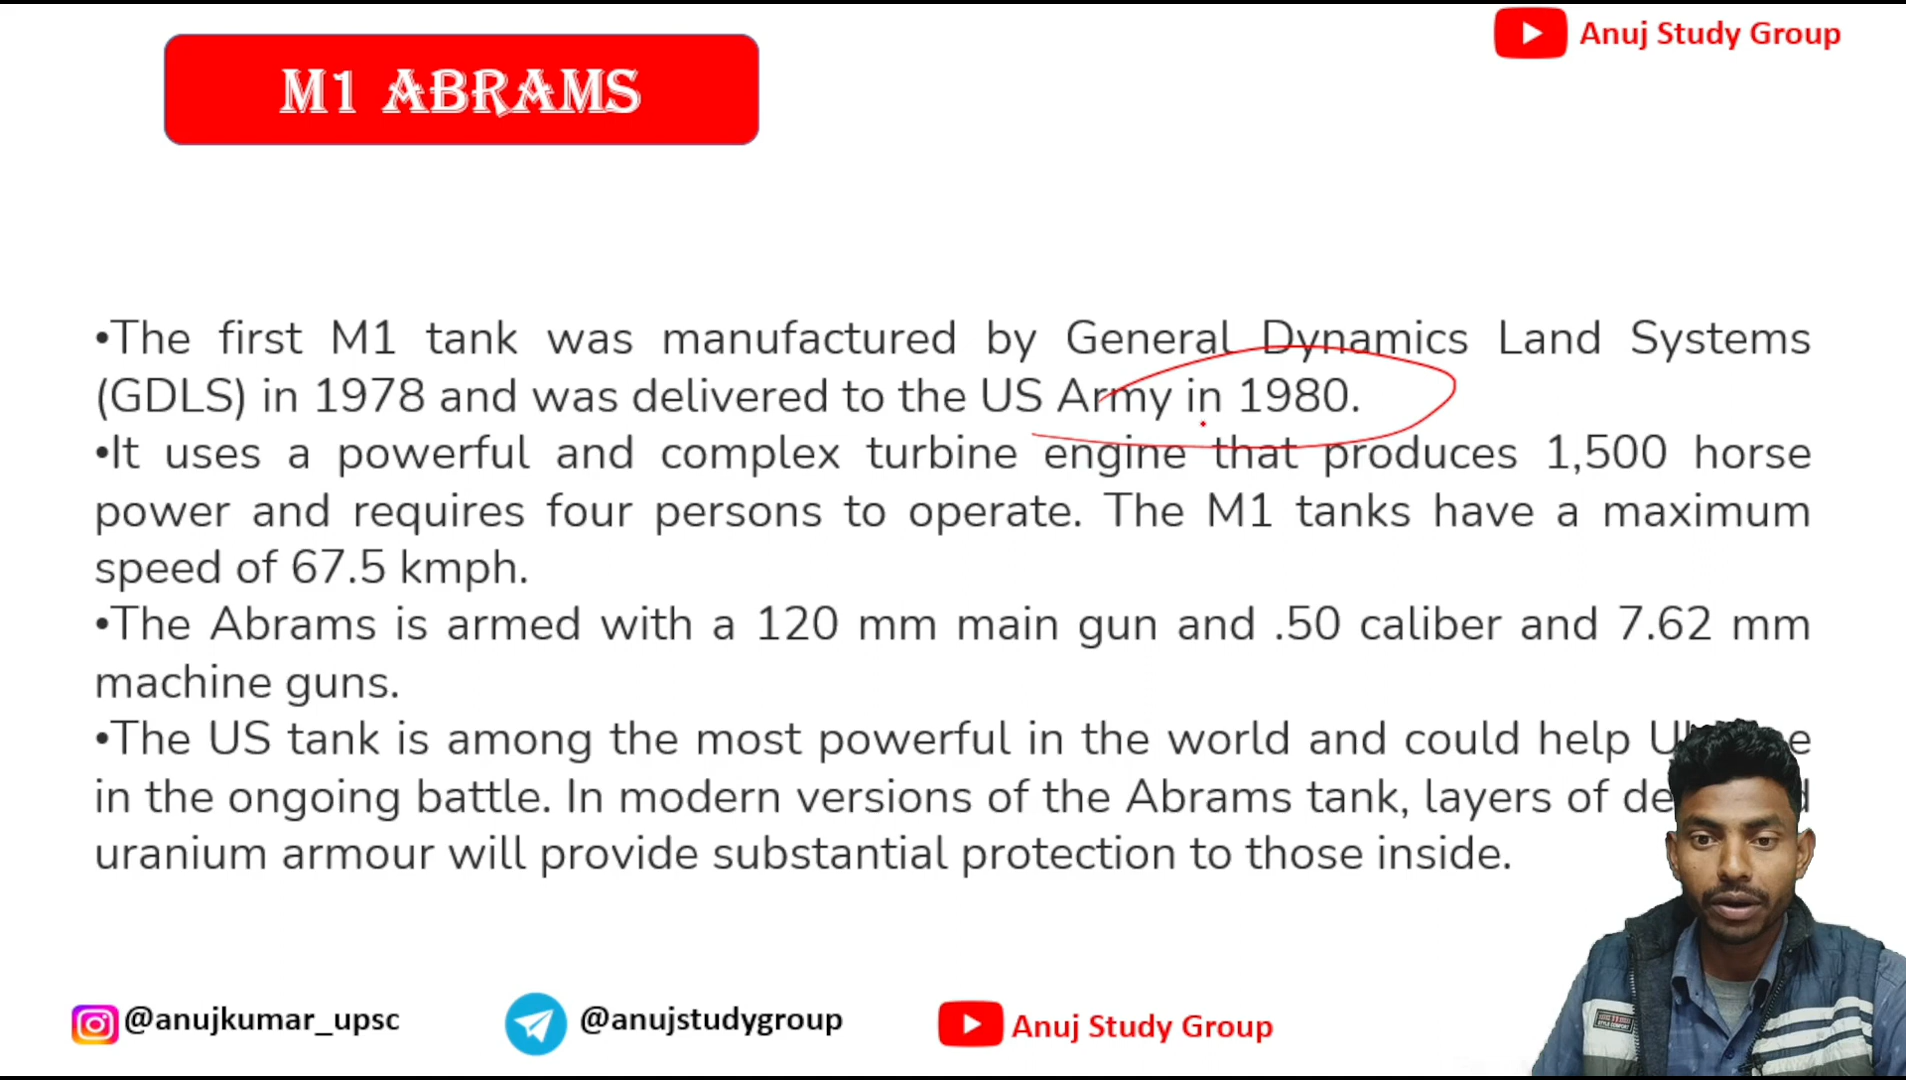 Anuj Study Group
M1 ABRAMS
•The first M1 tank was manufactured by General Dynamics Land Systems
(GDLS) in 1978 and was delivered to the US Army in 1980.
•It uses a powerful and complex turbine engine that produces 1,500 horse
power and requires four persons to operate. The M1 tanks have a maximum
speed of 67.5 kmph.
•The Abrams is armed with a 120 mm main gun and .50 caliber and 7.62 mm
machine guns.
•The US tank is among the most powerful in the world and could help
in the ongoing battle. In modern versions of the Abrams tank, layers of
uranium armour will provide substantial protection to those inside.
@anujkumar_upsc
@anujstudygroup
Anuj Study Group